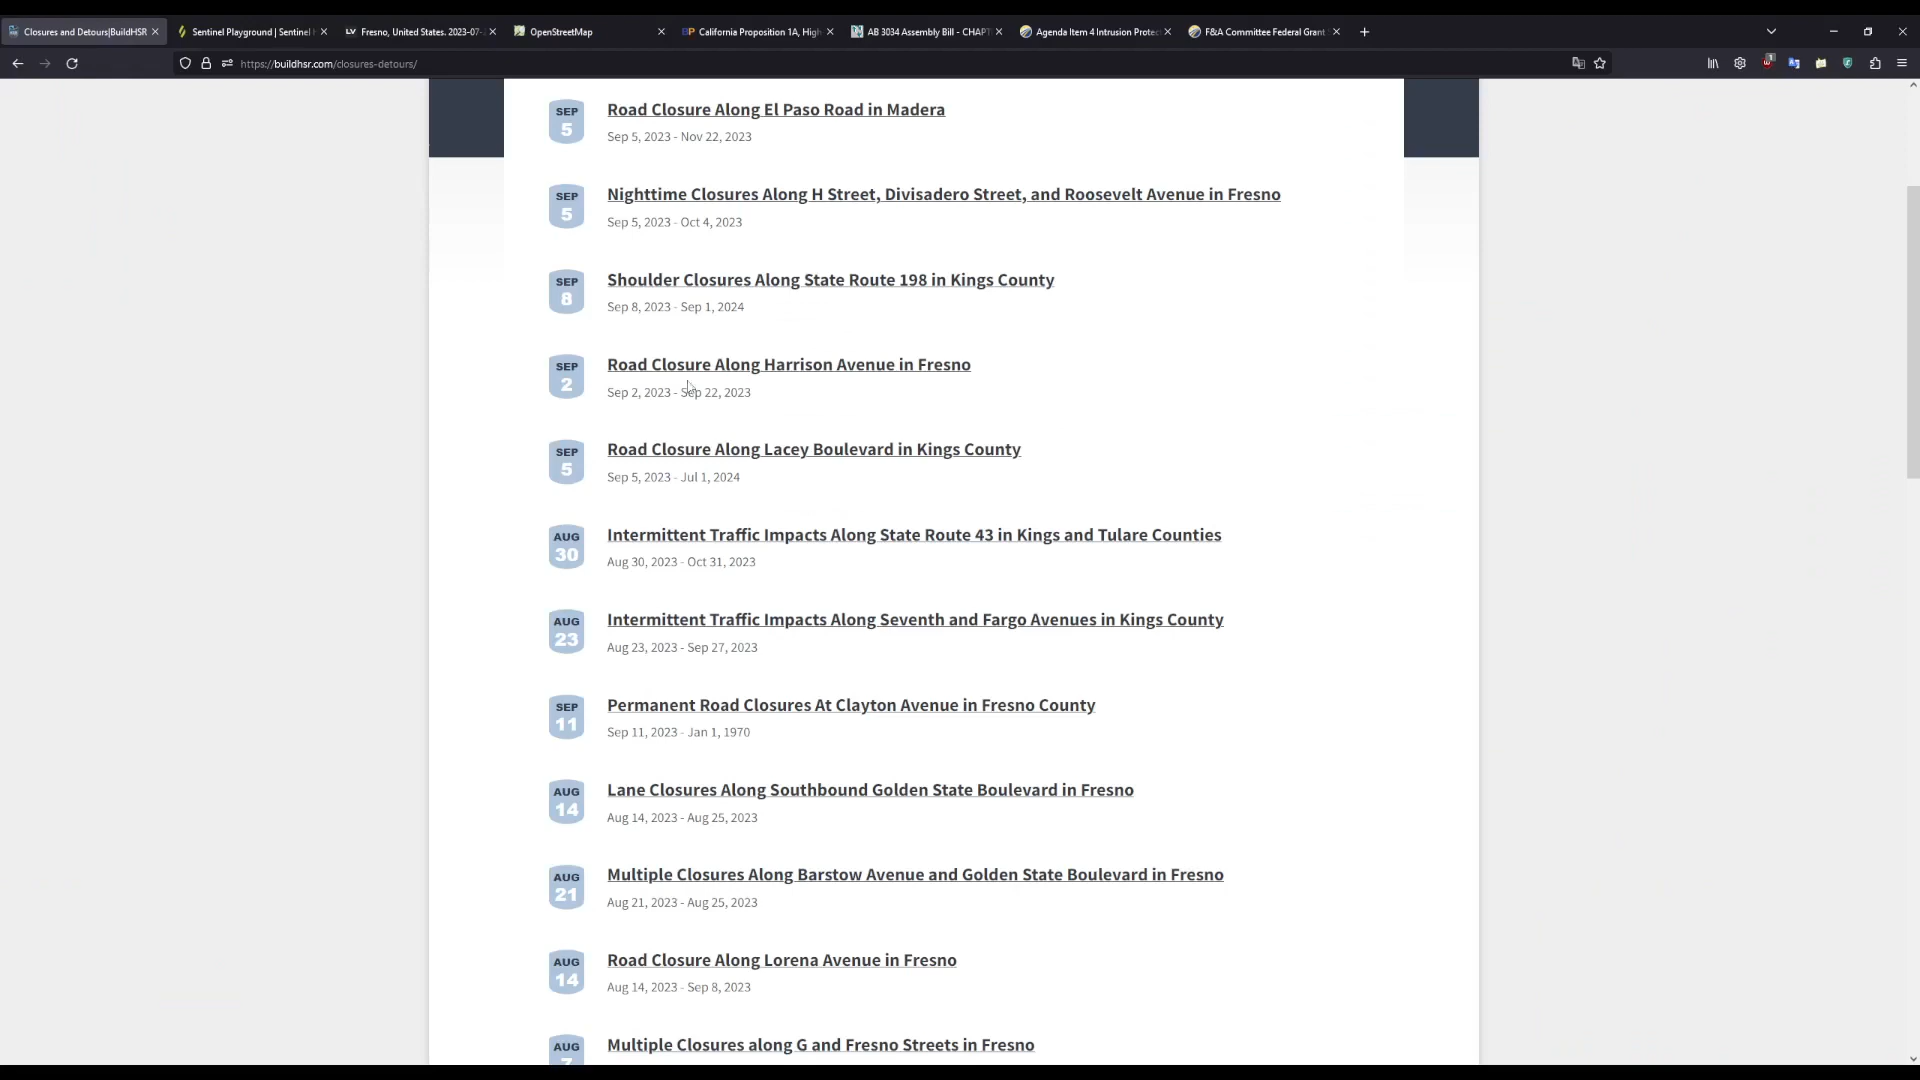 Closures and Detours|BuildHSR
Sentinel Playground | Sentinel
Fresno, United States. 2023-07-
OpenStreetMap
California Proposition 1A, High-
AB 3034 Assembly Bill - CHAPT
Agenda Item 4 Intrusion Protec
F&A Committee Federal Grant
https://buildhsr.com/closures-detours/
SEP
5
Road Closure Along El Paso Road in Madera
Sep 5, 2023 - Nov 22, 2023
SEP
5
Nighttime Closures Along H Street, Divisadero Street, and Roosevelt Avenue in Fresno
Sep 5, 2023 - Oct 4, 2023
SEP
8
Shoulder Closures Along State Route 198 in Kings County
Sep 8, 2023 - Sep 1, 2024
SEP
2
Road Closure Along Harrison Avenue in Fresno
Sep 2, 2023 - Sep 22, 2023
SEP
5
Road Closure Along Lacey Boulevard in Kings County
Sep 5, 2023 - Jul 1, 2024
AUG
30
Intermittent Traffic Impacts Along State Route 43 in Kings and Tulare Counties
Aug 30, 2023 - Oct 31, 2023
AUG
23
Intermittent Traffic Impacts Along Seventh and Fargo Avenues in Kings County
Aug 23, 2023 - Sep 27, 2023
SEP
11
Permanent Road Closures At Clayton Avenue in Fresno County
Sep 11, 2023 - Jan 1, 1970
AUG
14
Lane Closures Along Southbound Golden State Boulevard in Fresno
Aug 14, 2023 - Aug 25, 2023
AUG
21
Multiple Closures Along Barstow Avenue and Golden State Boulevard in Fresno
Aug 21, 2023 - Aug 25, 2023
AUG
14
Road Closure Along Lorena Avenue in Fresno
Aug 14, 2023 - Sep 8, 2023
AUG
Multiple Closures along G and Fresno Streets in Fresno